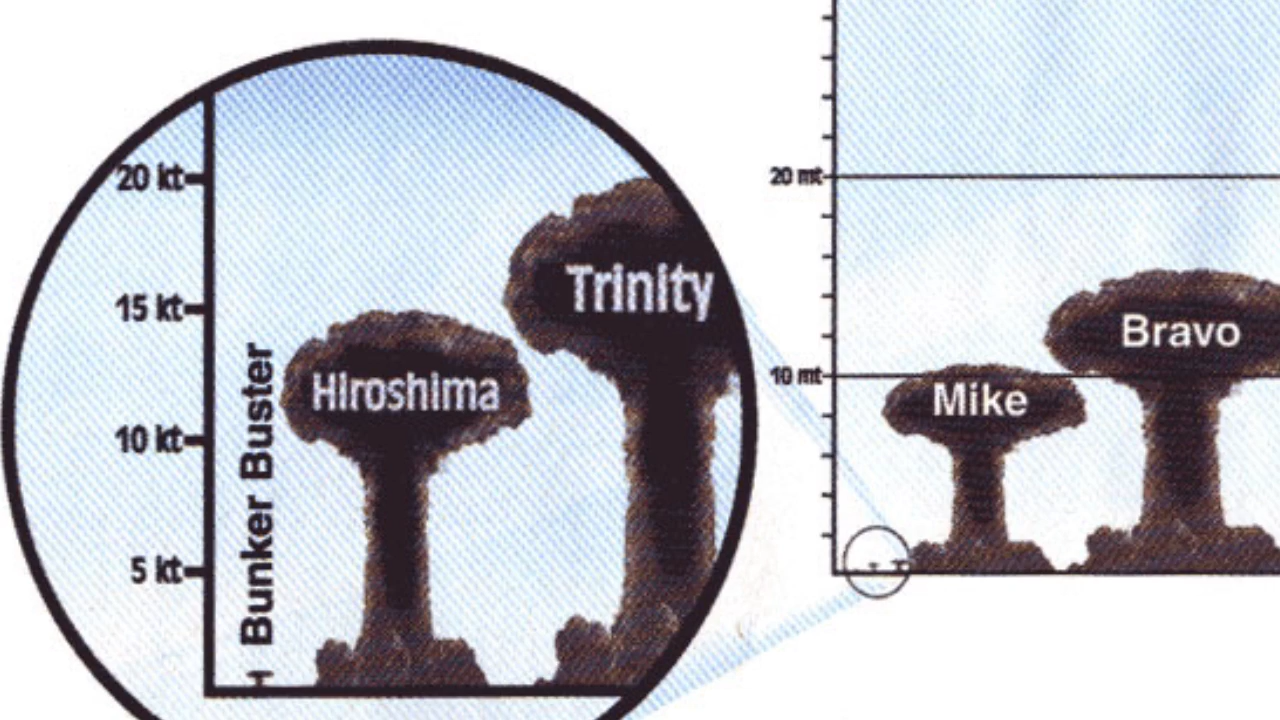 20 kt
15 kt
10 kt
5 kt
Bunker Buster
Hiroshima
Trinity
20 mt
10 mt
Mike
Bravo